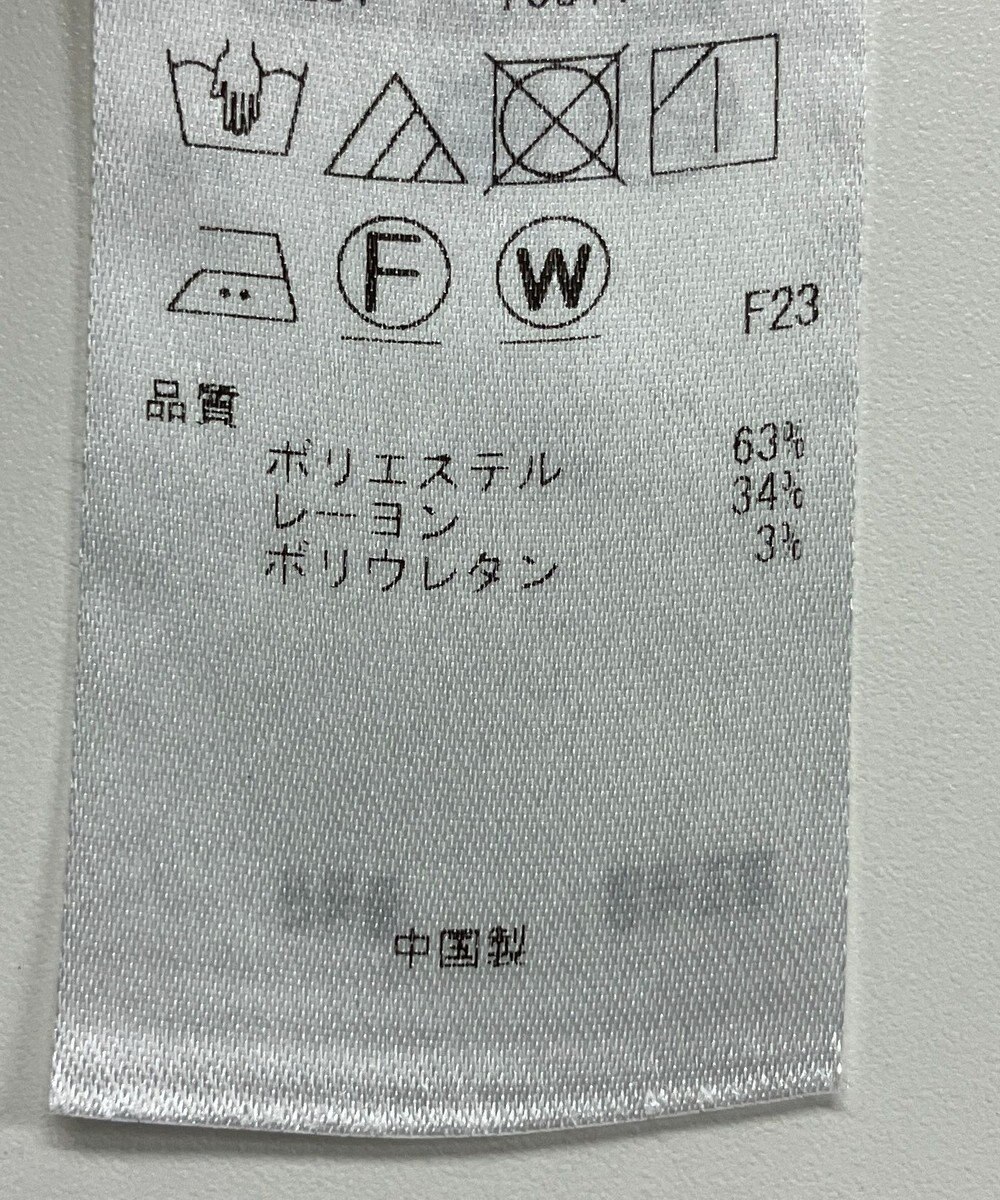 F
W
F23
品質
ポリエステル 63%
レーヨン 34%
ポリウレタン 3%
中国製